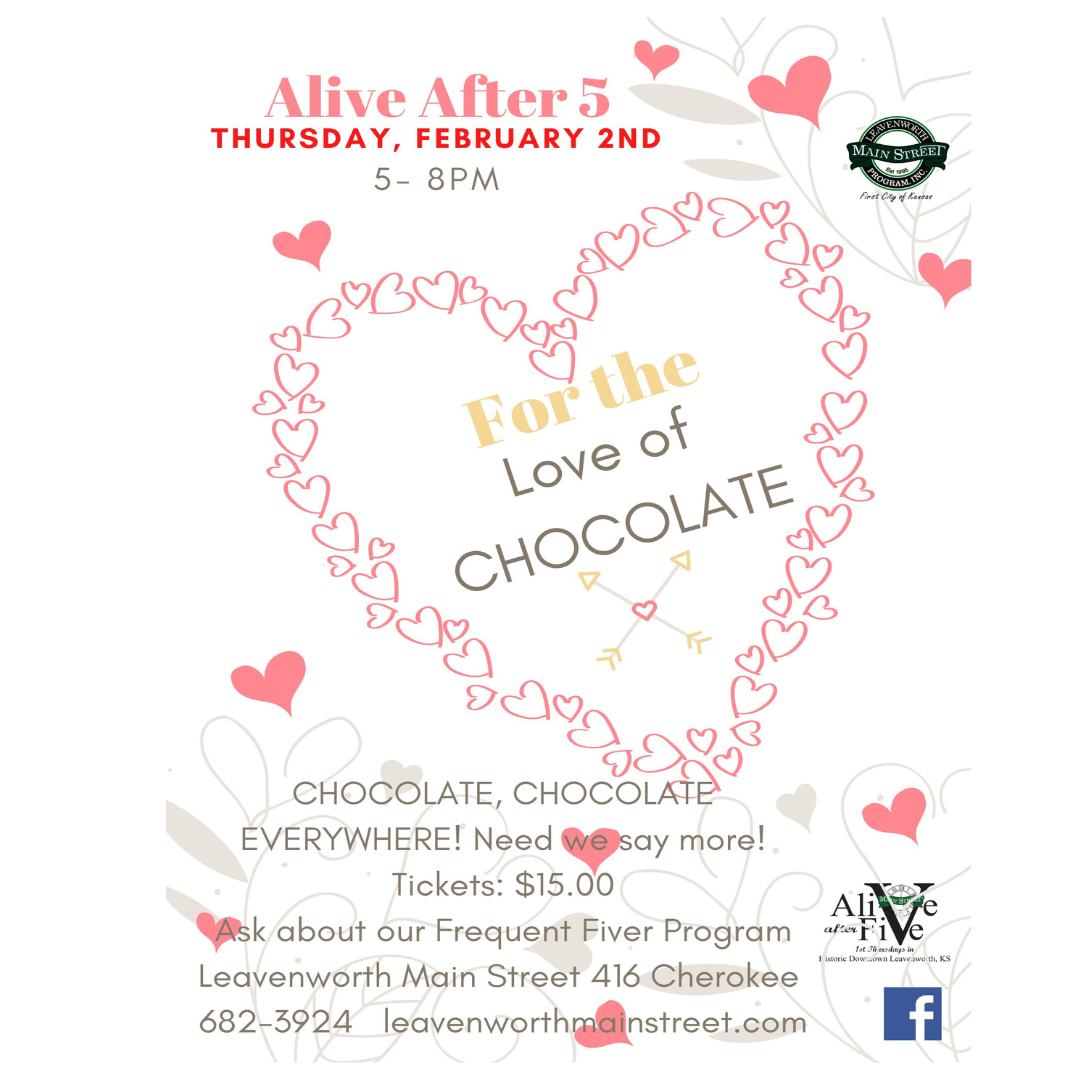 Alive After 5
THURSDAY, FEBRUARY 2ND
5- 8PM
LEAVENWORTH
MAIN STREET
Est 1995
PROGRAM, INC.
First City of Kansas
For the
Love of
CHOCOLATE
CHOCOLATE, CHOCOLATE
EVERYWHERE! Need we say more!
Tickets: $15.00
Ask about our Frequent Fiver Program
Leavenworth Main Street 416 Cherokee
682-3924 leavenworthmainstreet.com
AliVe
after FiVe
1st Thursdays in
Historic Downtown Leavenworth, KS
f